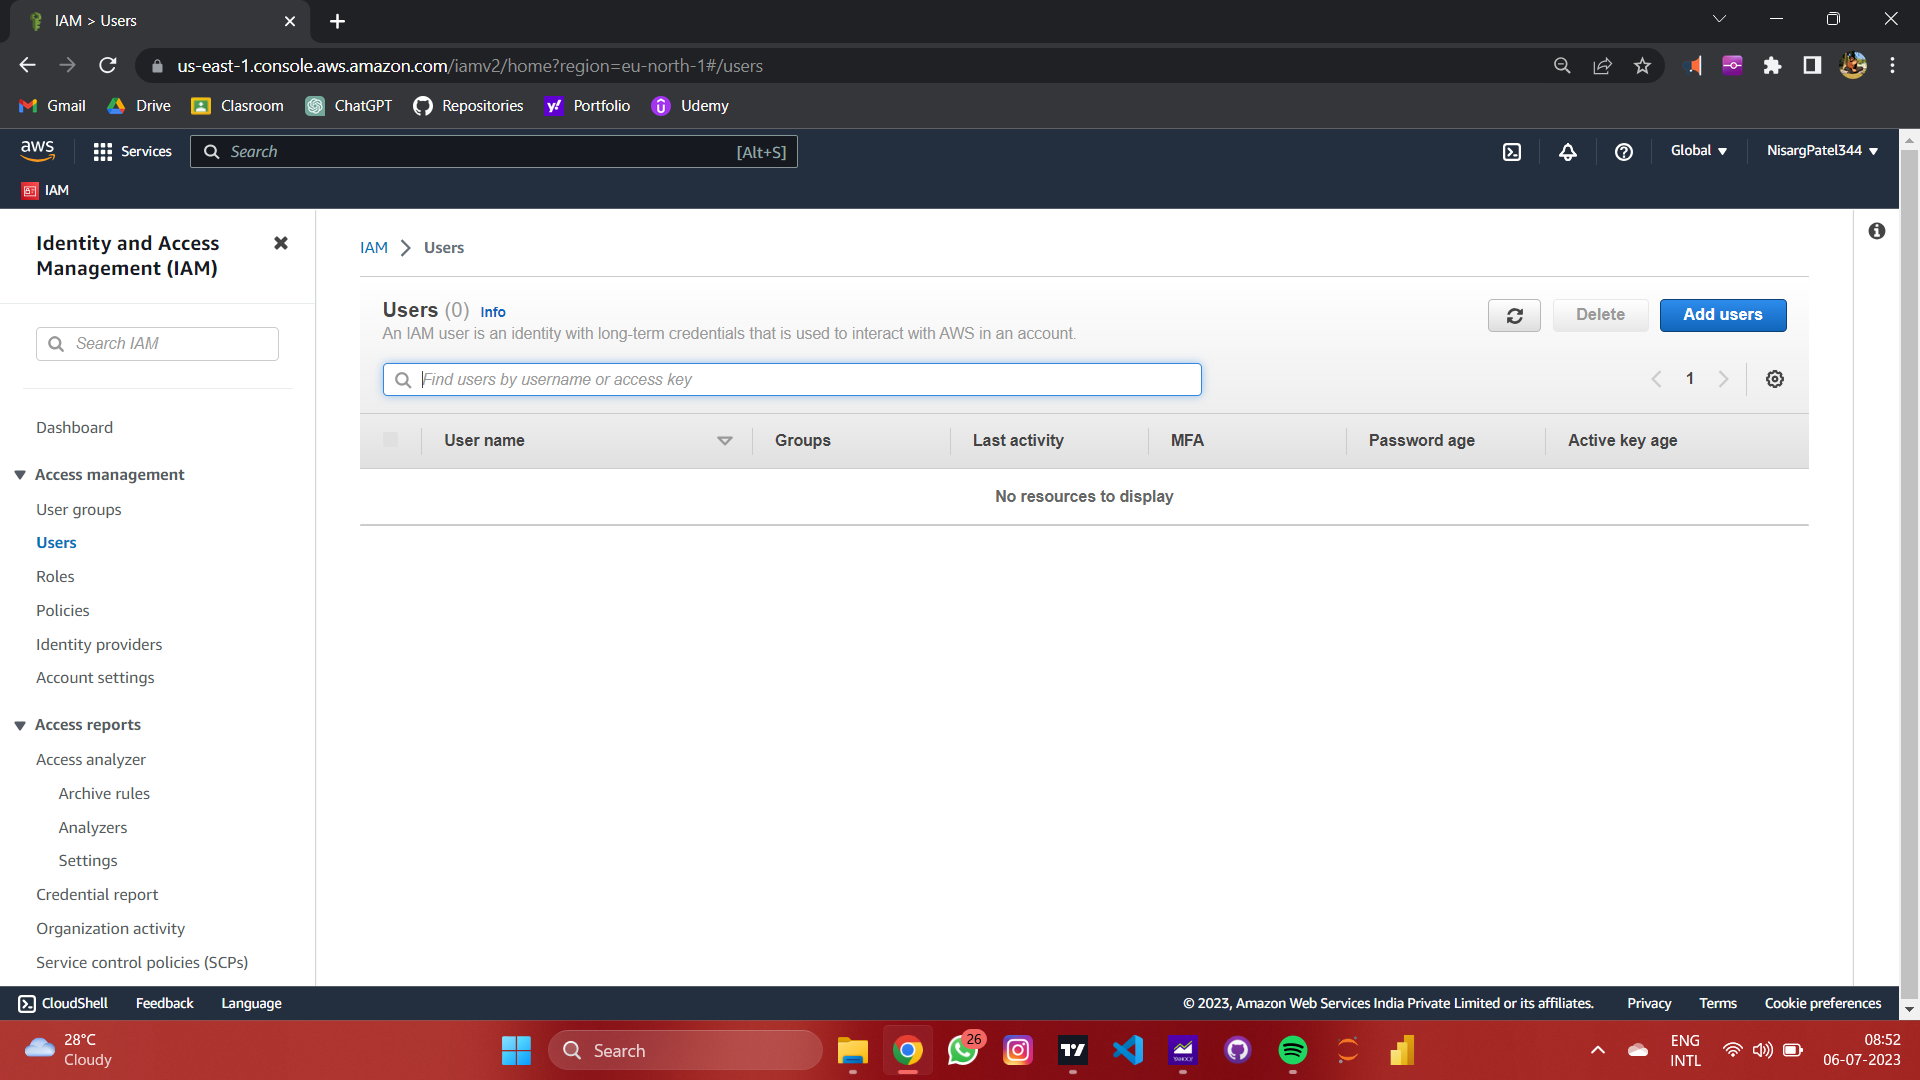 IAM > Users
us-east-1.console.aws.amazon.com/iamv2/home?region=eu-north-1#/users
Gmail
Drive
Clasroom
ChatGPT
Repositories
Portfolio
Udemy
aws
Services
Search
[Alt+S]
Global
NisargPatel344
IAM
Identity and Access
Management (IAM)
Search IAM
Dashboard
Access management
User groups
Users
Roles
Policies
Identity providers
Account settings
Access reports
Access analyzer
Archive rules
Analyzers
Settings
Credential report
Organization activity
Service control policies (SCPs)
IAM > Users
Users (0) Info
An IAM user is an identity with long-term credentials that is used to interact with AWS in an account.
Delete
Add users
Find users by username or access key
1
User name
Groups
Last activity
MFA
Password age
Active key age
No resources to display
CloudShell
Feedback
Language
© 2023, Amazon Web Services India Private Limited or its affiliates.
Privacy
Terms
Cookie preferences
28°C
Cloudy
Search
26
ENG
INTL
08:52
06-07-2023